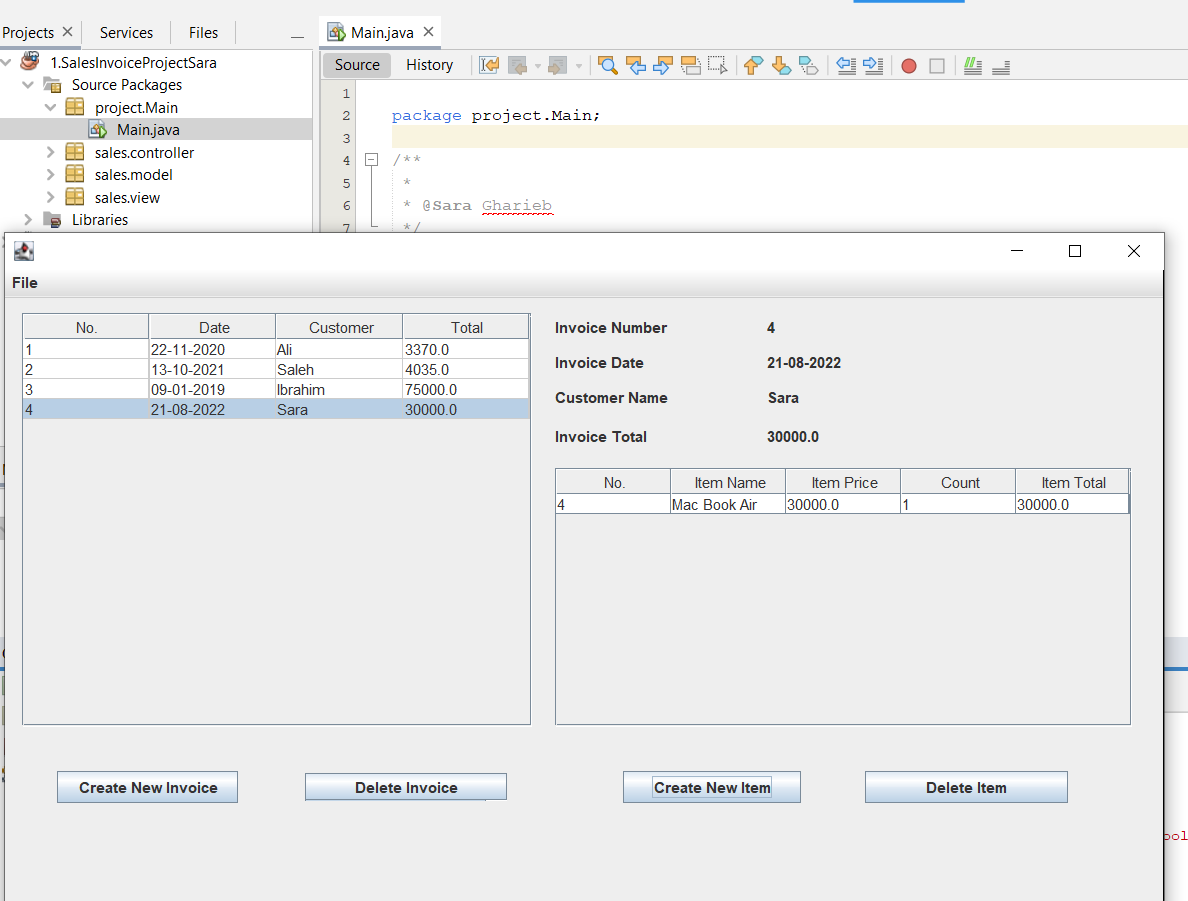 Projects Services Files
Main.java
1.SalesInvoiceProjectSara
Source Packages
project.Main
Main.java
sales.controller
sales.model
sales.view
Libraries
Source History
1
2 package project.Main;
3
4 /**
5 *
6 * @Sara Gharieb
7 */
File
No. Date Customer Total
1 22-11-2020 Ali 3370.0
2 13-10-2021 Saleh 4035.0
3 09-01-2019 Ibrahim 75000.0
4 21-08-2022 Sara 30000.0
Invoice Number 4
Invoice Date 21-08-2022
Customer Name Sara
Invoice Total 30000.0
No. Item Name Item Price Count Item Total
4 Mac Book Air 30000.0 1 30000.0
Create New Invoice Delete Invoice Create New Item Delete Item